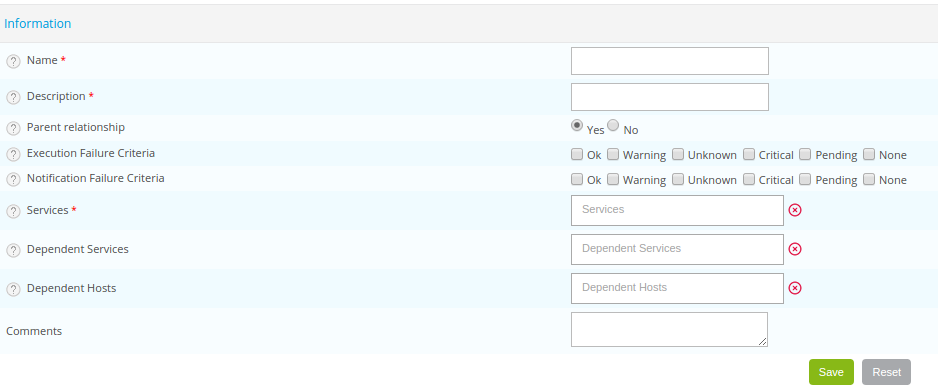 Information
? Name *
? Description *
? Parent relationship Yes No
? Execution Failure Criteria Ok Warning Unknown Critical Pending None
? Notification Failure Criteria Ok Warning Unknown Critical Pending None
? Services * Services
? Dependent Services Dependent Services
? Dependent Hosts Dependent Hosts
Comments
Save Reset